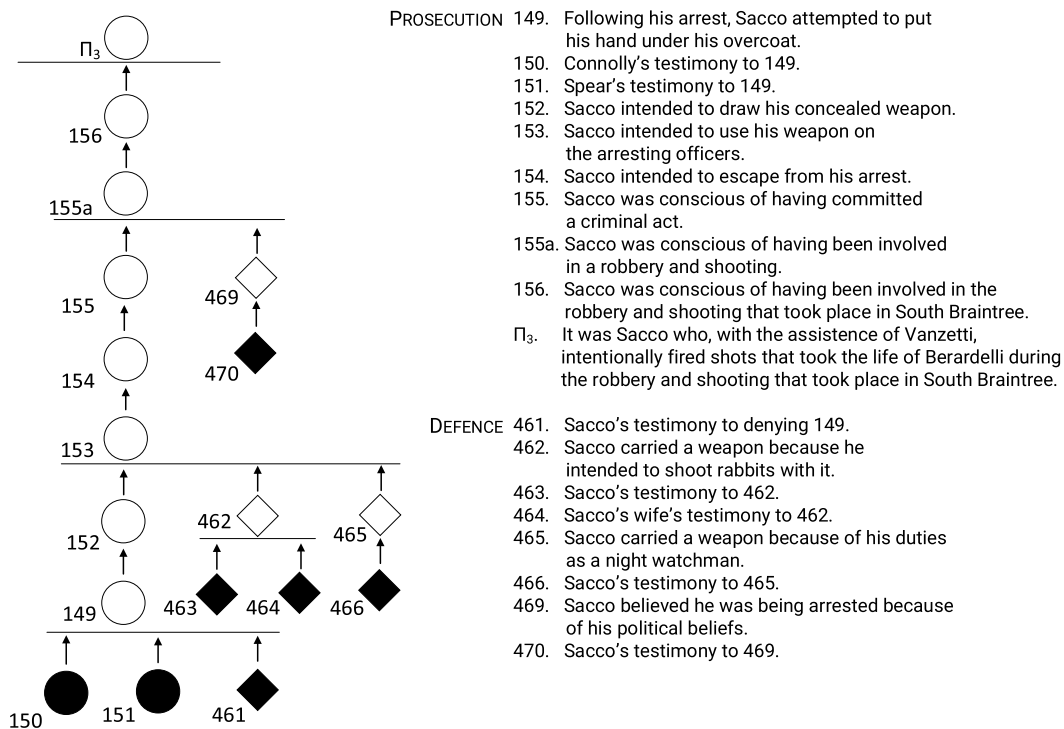 Π₃
156
155a
155
469
470
154
153
462
465
152
463
464
466
149
150
151
461
PROSECUTION 149. Following his arrest, Sacco attempted to put
his hand under his overcoat.
150. Connolly's testimony to 149.
151. Spear's testimony to 149.
152. Sacco intended to draw his concealed weapon.
153. Sacco intended to use his weapon on
the arresting officers.
154. Sacco intended to escape from his arrest.
155. Sacco was conscious of having committed
a criminal act.
155a. Sacco was conscious of having been involved
in a robbery and shooting.
156. Sacco was conscious of having been involved in the
robbery and shooting that took place in South Braintree.
Π₃. It was Sacco who, with the assistence of Vanzetti,
intentionally fired shots that took the life of Berardelli during
the robbery and shooting that took place in South Braintree.
DEFENCE 461. Sacco's testimony to denying 149.
462. Sacco carried a weapon because he
intended to shoot rabbits with it.
463. Sacco's testimony to 462.
464. Sacco's wife's testimony to 462.
465. Sacco carried a weapon because of his duties
as a night watchman.
466. Sacco's testimony to 465.
469. Sacco believed he was being arrested because
of his political beliefs.
470. Sacco's testimony to 469.